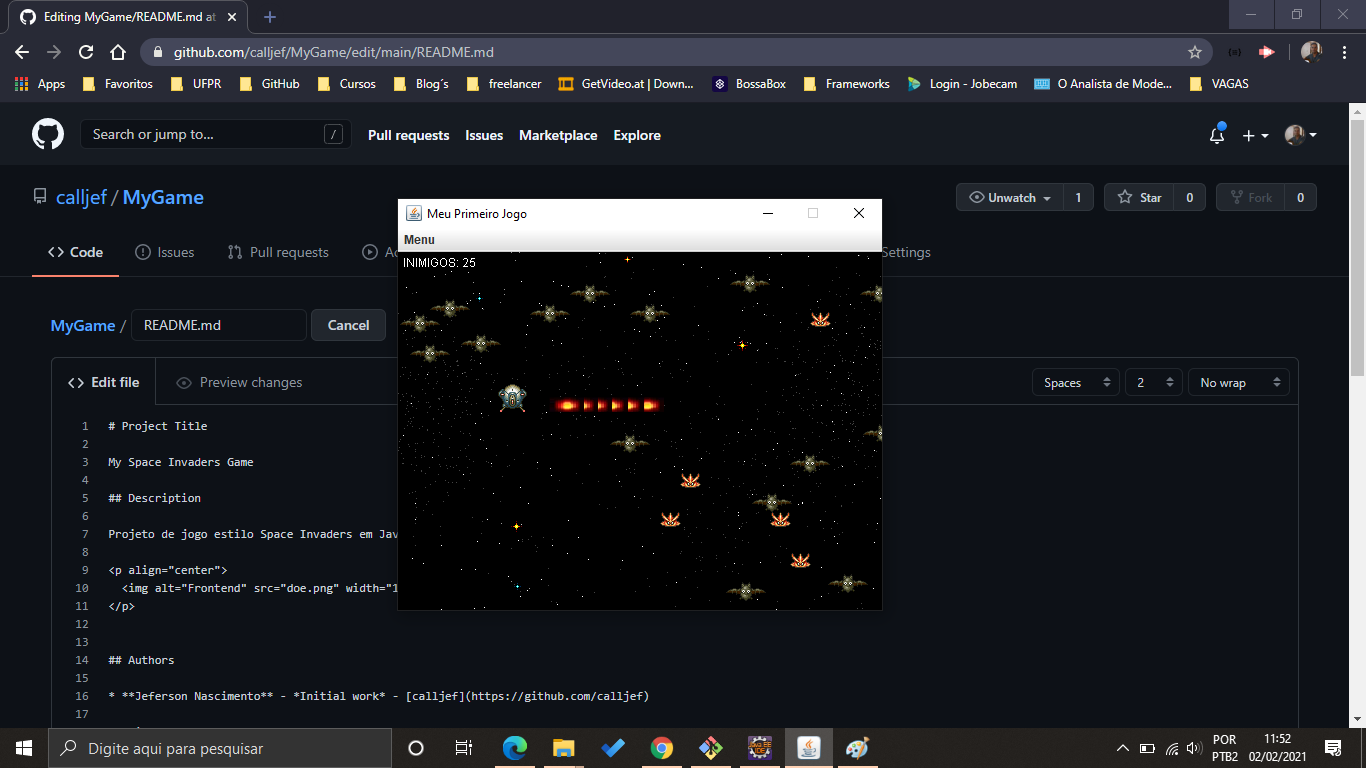 Editing MyGame/README.md at
github.com/calljef/MyGame/edit/main/README.md
Apps Favoritos UFPR GitHub Cursos Blog´s freelancer GetVideo.at | Down... BossaBox Frameworks Login - Jobecam O Analista de Mode... VAGAS
Search or jump to... / Pull requests Issues Marketplace Explore
calljef / MyGame Unwatch 1 Star 0 Fork 0
Code Issues Pull requests Ac Settings
MyGame / README.md Cancel
Edit file Preview changes Spaces 2 No wrap
1 # Project Title
2
3 My Space Invaders Game
4
5 ## Description
6
7 Projeto de jogo estilo Space Invaders em Jav
8
9 <p align="center">
10 <img alt="Frontend" src="doe.png" width="1
11 </p>
12
13
14 ## Authors
15
16 * **Jeferson Nascimento** - *Initial work* - [calljef](https://github.com/calljef)
17
Meu Primeiro Jogo
Menu
INIMIGOS: 25
Digite aqui para pesquisar
Java EE
IDE
POR
PTB2
11:52
02/02/2021